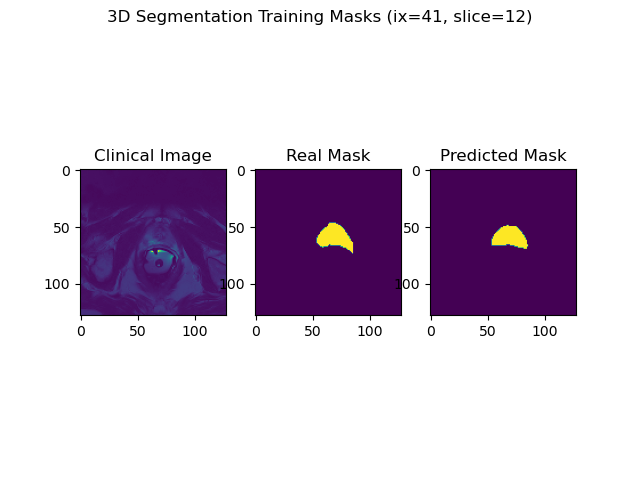 3D Segmentation Training Masks (ix=41, slice=12)
Clinical Image Real Mask Predicted Mask
0 0 0
50 50 50
100 100 100
0 50 100 0 50 100 0 50 100